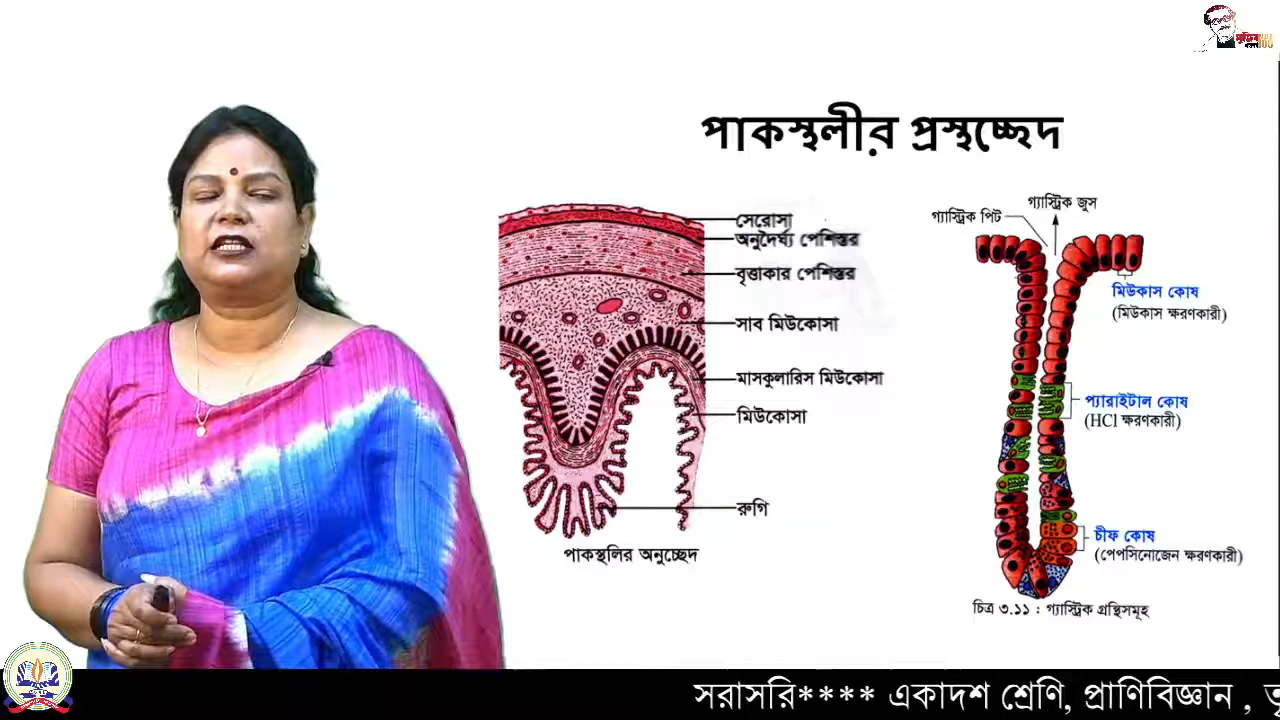 পাকস্থলীর প্রস্থচ্ছেদ
সেরোসা
অনুদৈর্ঘ্য পেশিস্তর
বৃত্তাকার পেশিস্তর
সাব মিউকোসা
মাসকুলারিস মিউকোসা
মিউকোসা
রুগি
পাকস্থলির অনুচ্ছেদ
গ্যাস্ট্রিক জুস
গ্যাস্ট্রিক পিট
মিউকাস কোষ
(মিউকাস ক্ষরণকারী)
প্যারাইটাল কোষ
(HCl ক্ষরণকারী)
চীফ কোষ
(পেপসিনোজেন ক্ষরণকারী)
চিত্র ৩.১১ : গ্যাস্ট্রিক গ্রন্থিসমূহ
সরাসরি**** একাদশ শ্রেণি, প্রাণিবিজ্ঞান , তৃ